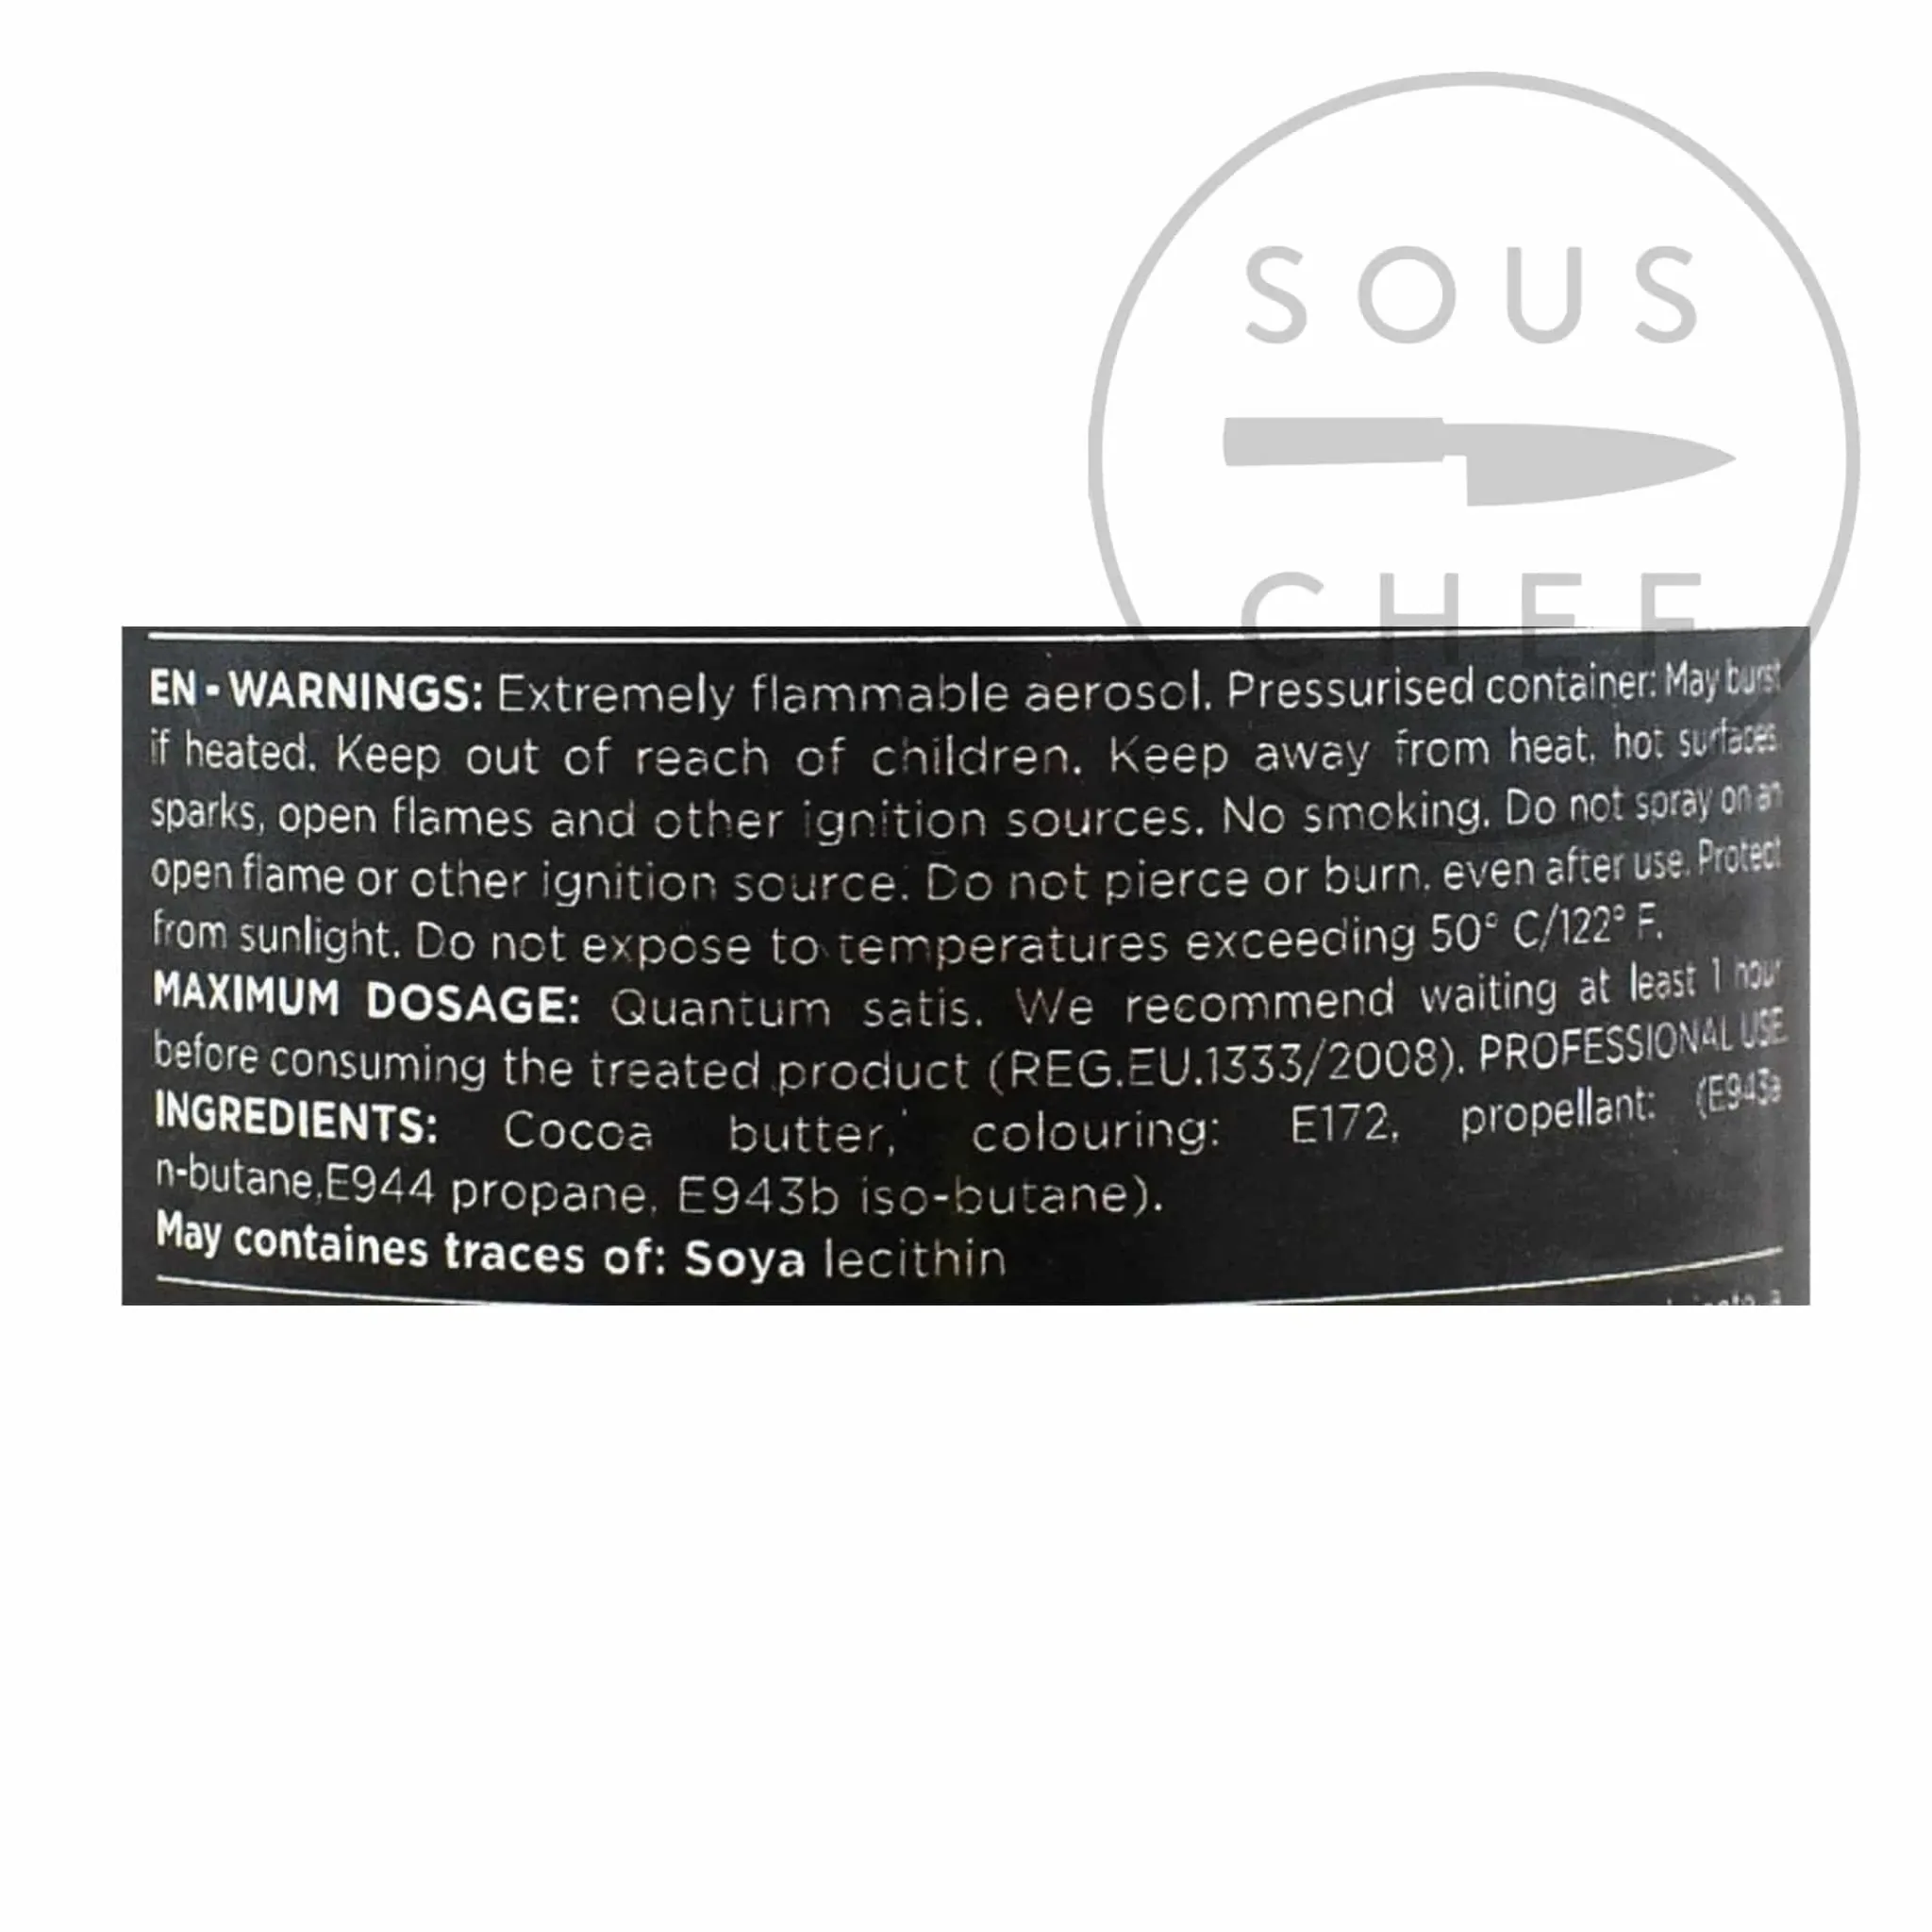 SOUS
CHEF
EN - WARNINGS: Extremely flammable aerosol. Pressurised container: May burst
if heated. Keep out of reach of children. Keep away from heat, hot surfaces,
sparks, open flames and other ignition sources. No smoking. Do not spray on an
open flame or other ignition source. Do not pierce or burn, even after use. Protect
from sunlight. Do not expose to temperatures exceeding 50° C/122° F.
MAXIMUM DOSAGE: Quantum satis. We recommend waiting at least 1 hour
before consuming the treated product (REG.EU.1333/2008). PROFESSIONAL USE
INGREDIENTS: Cocoa butter, colouring: E172, propellant: (E943a
n-butane,E944 propane, E943b iso-butane).
May containes traces of: Soya lecithin